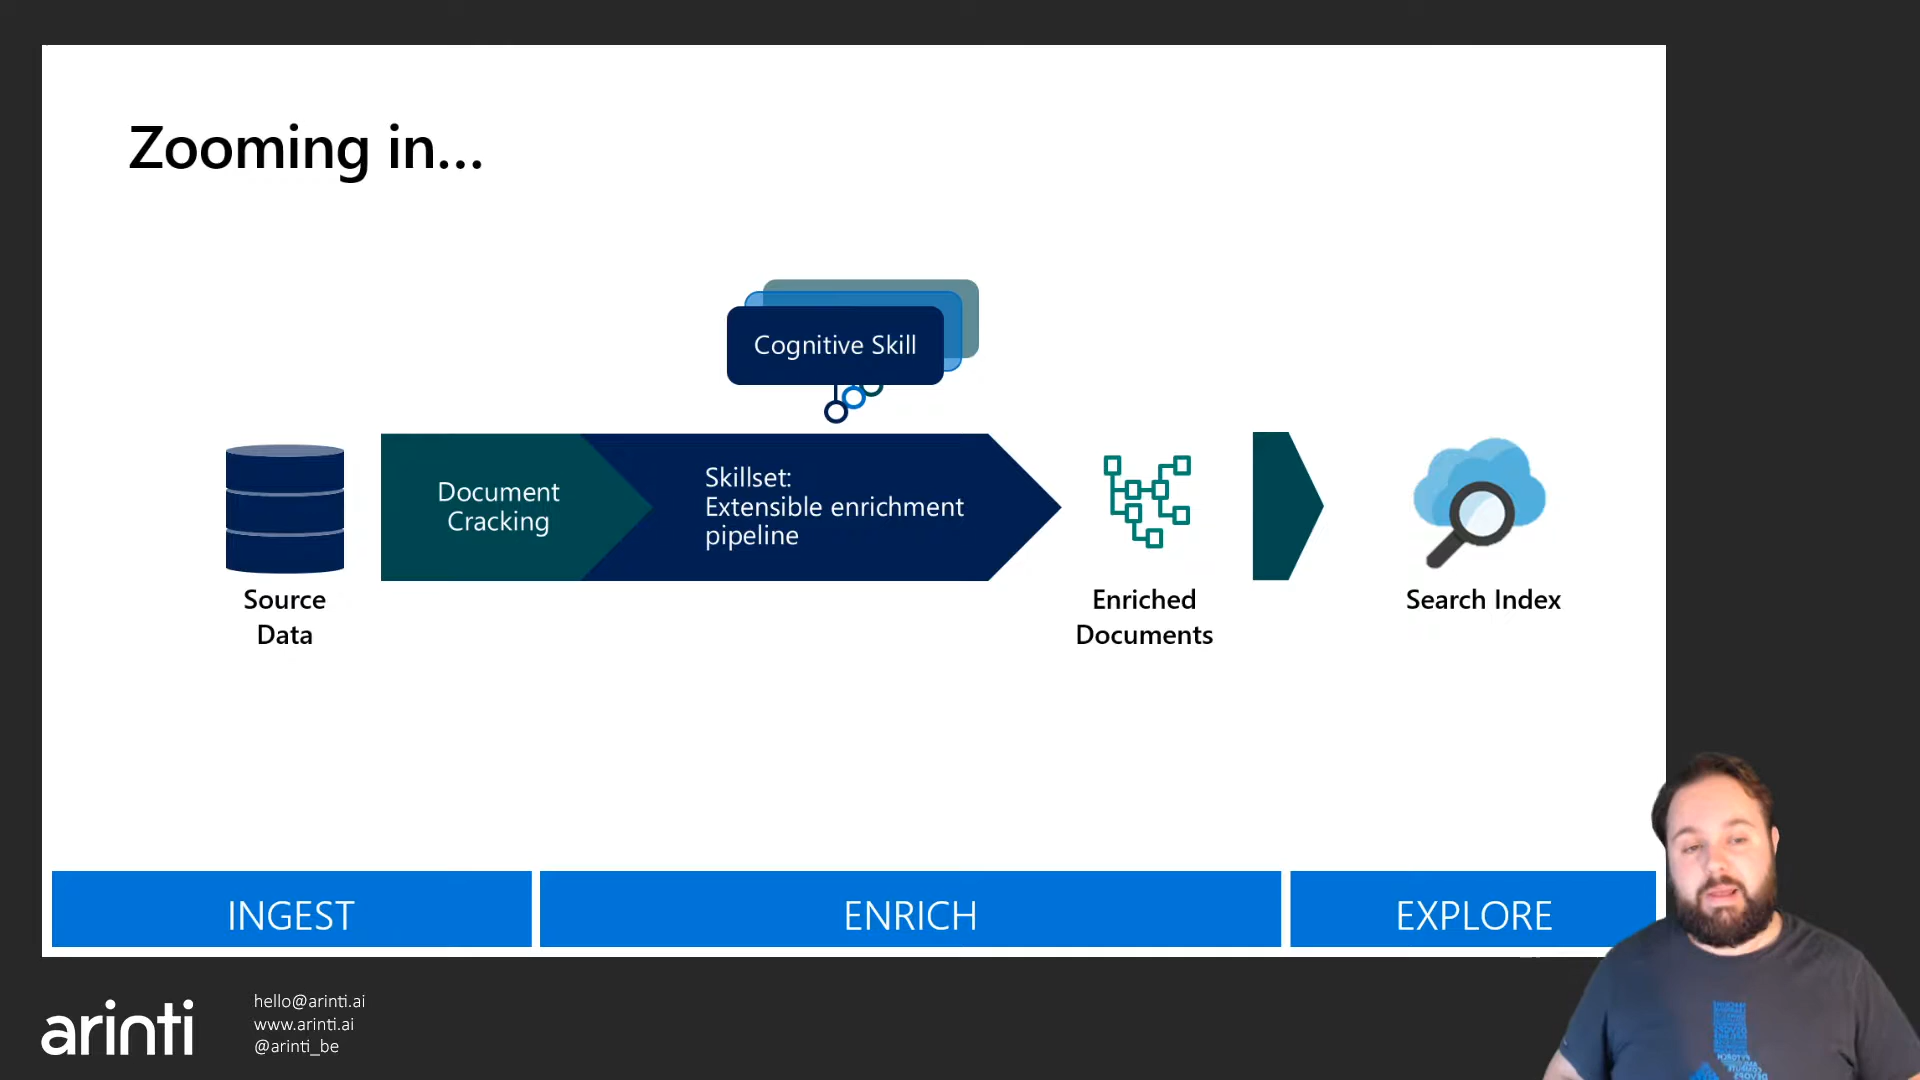 Zooming in...
Cognitive Skill
Document
Cracking
Skillset:
Extensible enrichment
pipeline
Source
Data
Enriched
Documents
Search Index
INGEST
ENRICH
EXPLORE
arinti
hello@arinti.ai
www.arinti.ai
@arinti_be